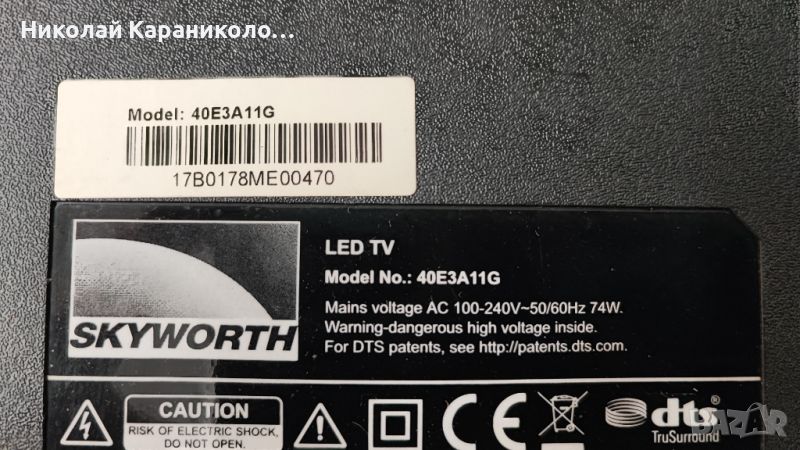 Николай Караниколо...
Model: 40E3A11G
17B0178ME00470
SKYWORTH
LED TV
Model No.: 40E3A11G
Mains voltage AC 100-240V~50/60Hz 74W.
Warning-dangerous high voltage inside.
For DTS patents, see http://patents.dts.com.
CAUTION
RISK OF ELECTRIC SHOCK,
DO NOT OPEN.
CE
dts®
TruSurround
BAZAR